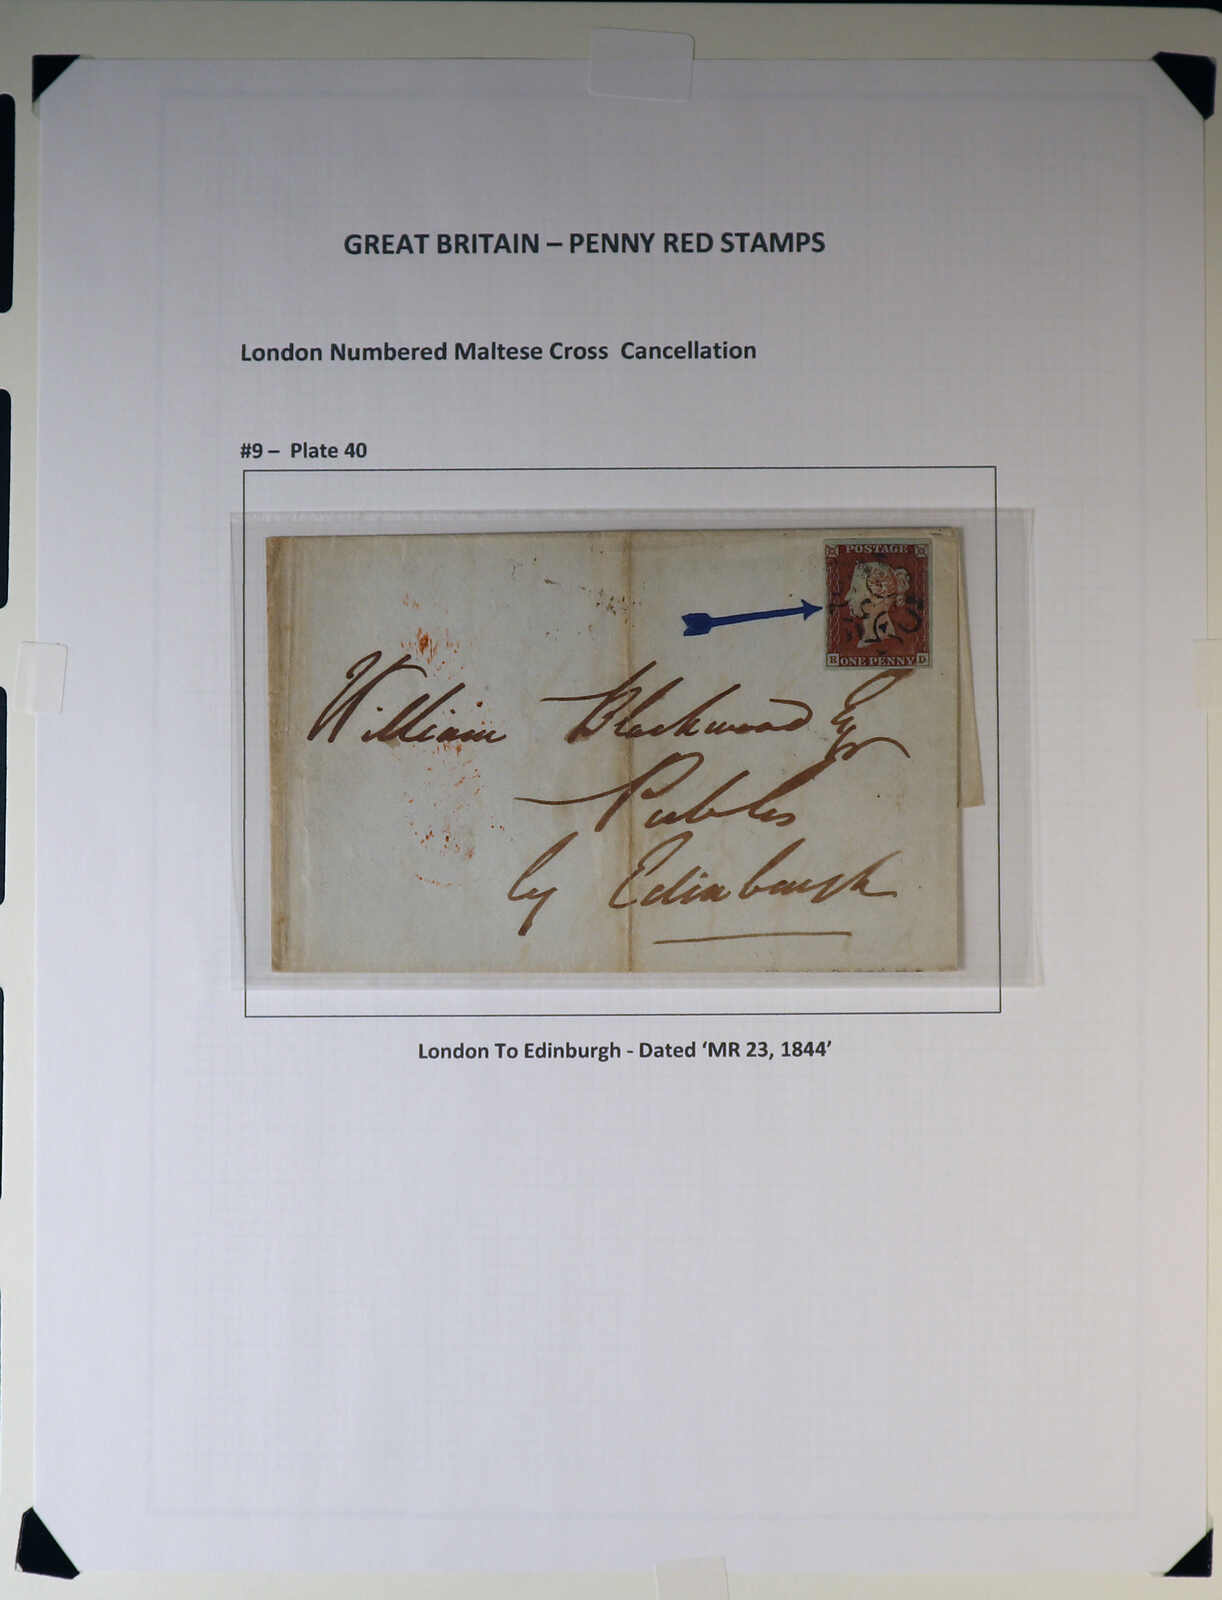 GREAT BRITAIN – PENNY RED STAMPS
London Numbered Maltese Cross Cancellation
#9 – Plate 40
POSTAGE
R ONE PENNY D
William Blackwood Esqr
Peebles
by Edinburgh
London To Edinburgh - Dated ‘MR 23, 1844’